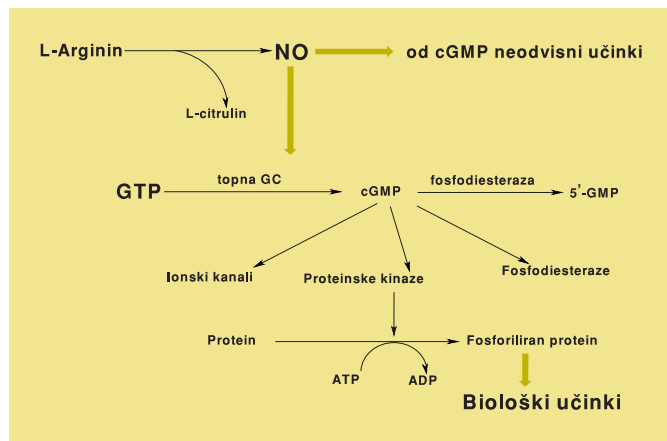 L-Arginin NO od cGMP neodvisni učinki
L-citrulin
GTP topna GC cGMP fosfodiesteraza 5'-GMP
Ionski kanali Proteinske kinaze Fosfodiesteraze
Protein Fosforiliran protein
ATP ADP
Biološki učinki